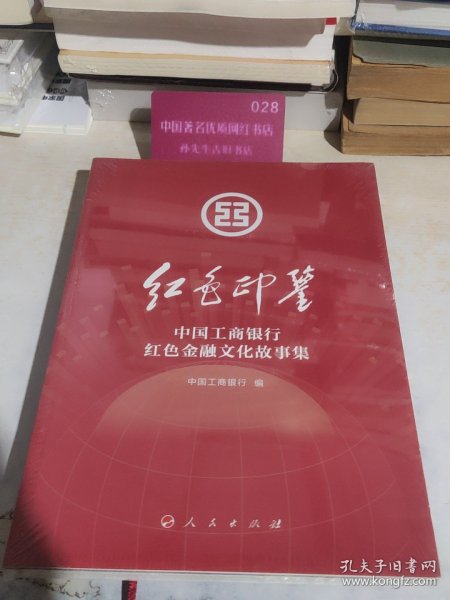 028
中国著名优质网红书店
孙先生古旧书店
红色印鉴
中国工商银行
红色金融文化故事集
中国工商银行 编
人民出版社
孔夫子旧书网
www.kongfz.com